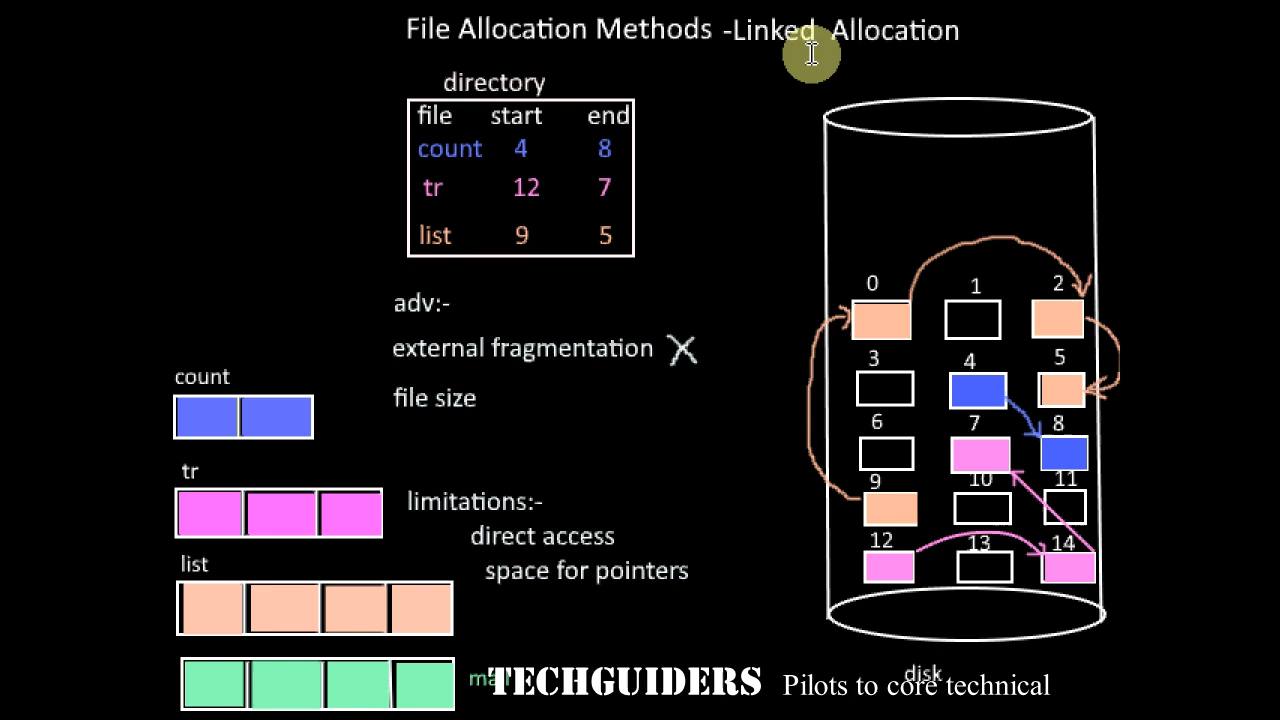 File Allocation Methods -Linked Allocation
directory
file start end
count 4 8
tr 12 7
list 9 5
adv:-
external fragmentation
file size
limitations:-
direct access
space for pointers
count
tr
list
0 1 2
3 4 5
6 7 8
9 10 11
12 13 14
disk
TECHGUIDERS Pilots to core technical